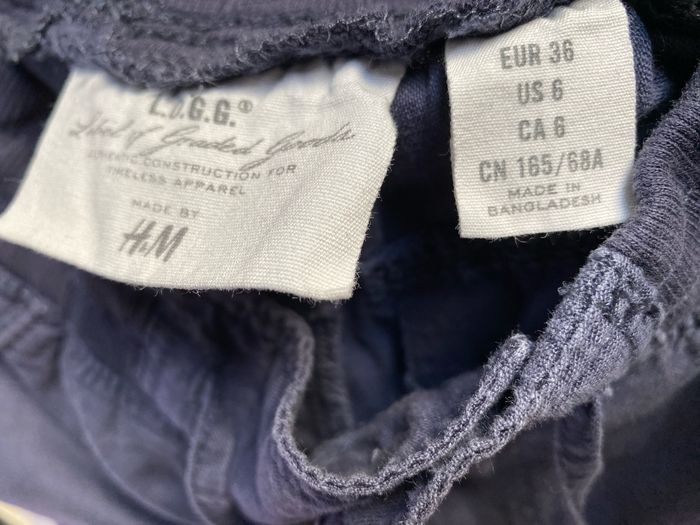 L.O.G.G.®
Label of Graded Goods
AUTHENTIC CONSTRUCTION FOR
TIMELESS APPAREL
MADE BY
H&M
EUR 36
US 6
CA 6
CN 165/68A
MADE IN
BANGLADESH